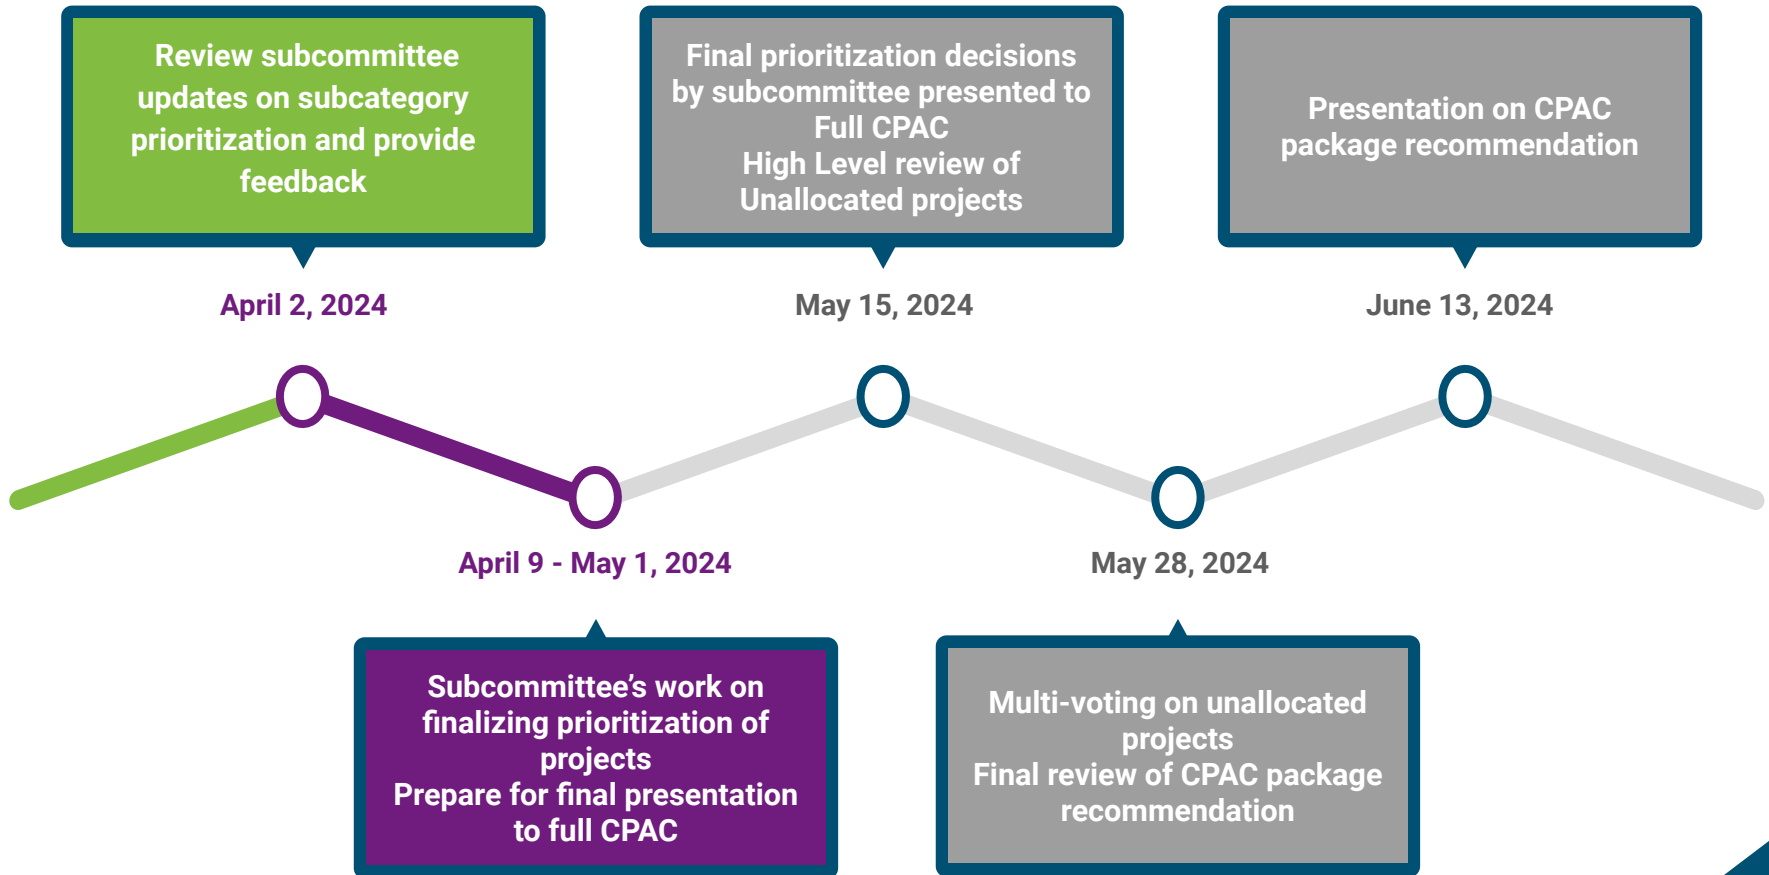 Review subcommittee
updates on subcategory
prioritization and provide
feedback
April 2, 2024
Subcommittee’s work on
finalizing prioritization of
projects
Prepare for final presentation
to full CPAC
April 9 - May 1, 2024
Final prioritization decisions
by subcommittee presented to
Full CPAC
High Level review of
Unallocated projects
May 15, 2024
Multi-voting on unallocated
projects
Final review of CPAC package
recommendation
May 28, 2024
Presentation on CPAC
package recommendation
June 13, 2024